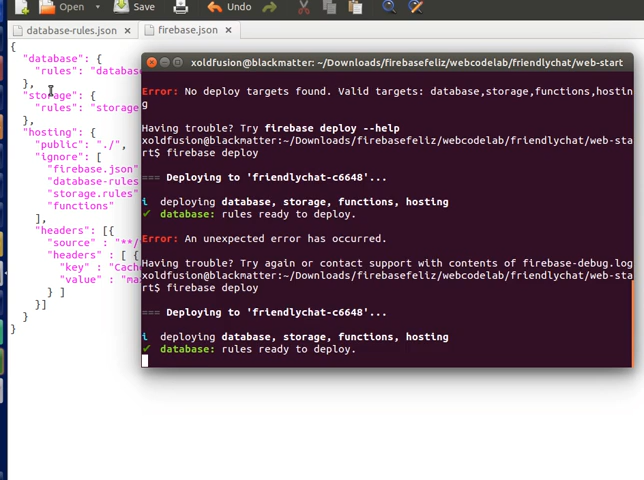 Open
Save
Undo
database-rules.json
firebase.json
{
"database": {
"rules": "databas
},
"storage": {
"rules": "storage
},
"hosting": {
"public": "./",
"ignore": [
"firebase.json"
"database-rules
"storage.rules"
"functions"
],
"headers": [{
"source" : "**/
"headers" : [ {
"key" : "Cach
"value" : "ma
} ]
}]
}
}
xoldfusion@blackmatter: ~/Downloads/firebasefeliz/webcodelab/friendlychat/web-start
Error: No deploy targets found. Valid targets: database,storage,functions,hostin
g
Having trouble? Try firebase deploy --help
xoldfusion@blackmatter:~/Downloads/firebasefeliz/webcodelab/friendlychat/web-sta
rt$ firebase deploy
=== Deploying to 'friendlychat-c6648'...
i deploying database, storage, functions, hosting
✔ database: rules ready to deploy.
Error: An unexpected error has occurred.
Having trouble? Try again or contact support with contents of firebase-debug.log
xoldfusion@blackmatter:~/Downloads/firebasefeliz/webcodelab/friendlychat/web-sta
rt$ firebase deploy
=== Deploying to 'friendlychat-c6648'...
i deploying database, storage, functions, hosting
✔ database: rules ready to deploy.